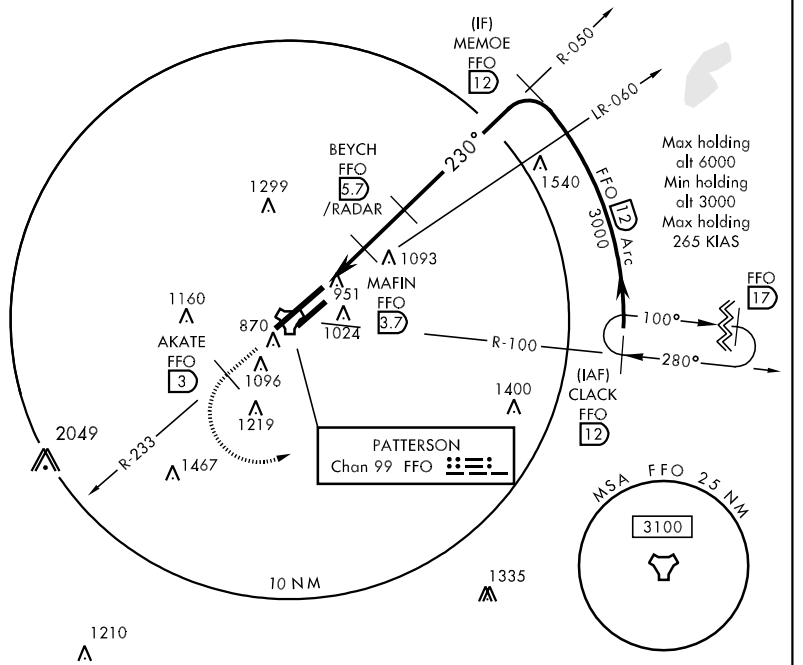 (IF)
MEMOE
FFO
12
R-050
LR-060
BEYCH
FFO
5.7
/RADAR
230°
1299
1540
FFO 12 Arc
3000
Max holding
alt 6000
Min holding
alt 3000
Max holding
265 KIAS
1093
951
MAFIN
FFO
3.7
1160
870
1024
AKATE
FFO
3
1096
1219
R-100
100°
280°
FFO
17
(IAF)
CLACK
FFO
12
1400
2049
R-233
1467
PATTERSON
Chan 99 FFO
MSA FFO 25 NM
3100
10 NM
1335
1210